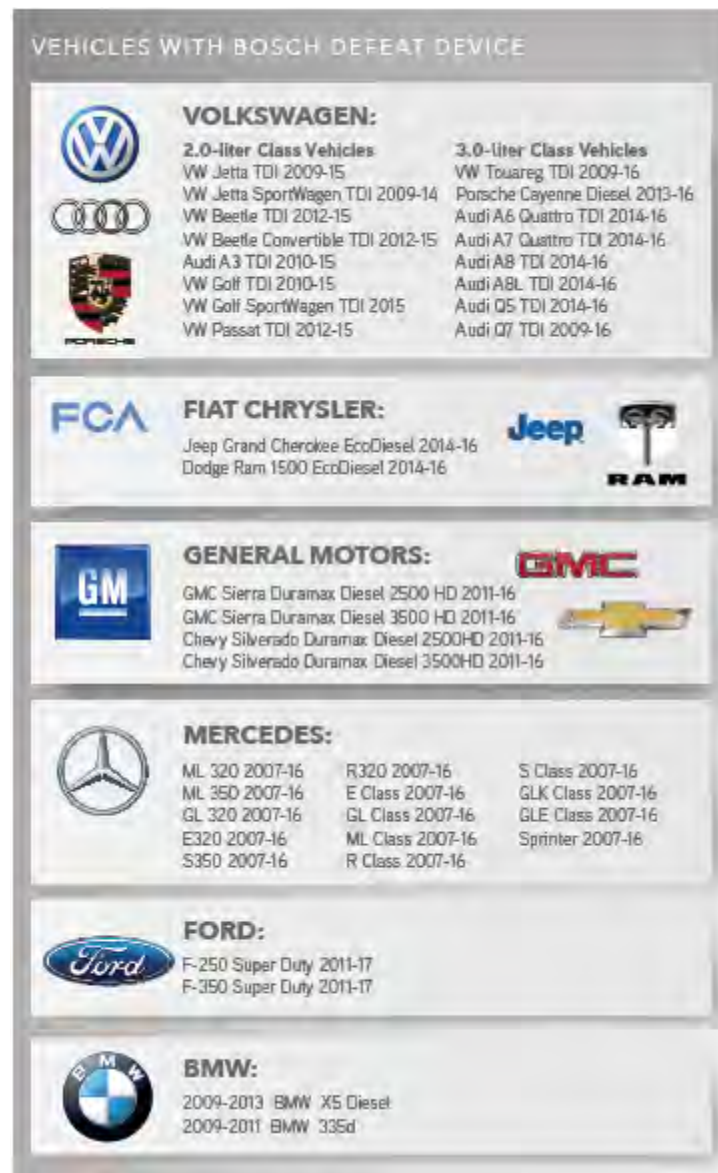 VEHICLES WITH BOSCH DEFEAT DEVICE
VOLKSWAGEN:
2.0-liter Class Vehicles
VW Jetta TDI 2009-15
VW Jetta SportWagen TDI 2009-14
VW Beetle TDI 2012-15
VW Beetle Convertible TDI 2012-15
Audi A3 TDI 2010-15
VW Golf TDI 2010-15
VW Golf SportWagen TDI 2015
VW Passat TDI 2012-15
3.0-liter Class Vehicles
VW Touareg TDI 2009-16
Porsche Cayenne Diesel 2013-16
Audi A6 Quattro TDI 2014-16
Audi A7 Quattro TDI 2014-16
Audi A8 TDI 2014-16
Audi A8L TDI 2014-16
Audi Q5 TDI 2014-16
Audi Q7 TDI 2009-16
PORSCHE
FCA
FIAT CHRYSLER:
Jeep Grand Cherokee EcoDiesel 2014-16
Dodge Ram 1500 EcoDiesel 2014-16
Jeep
RAM
GM
GENERAL MOTORS:
GMC Sierra Duramax Diesel 2500 HD 2011-16
GMC Sierra Duramax Diesel 3500 HD 2011-16
Chevy Silverado Duramax Diesel 2500HD 2011-16
Chevy Silverado Duramax Diesel 3500HD 2011-16
GMC
MERCEDES:
ML 320 2007-16
ML 350 2007-16
GL 320 2007-16
E320 2007-16
S350 2007-16
R320 2007-16
E Class 2007-16
GL Class 2007-16
ML Class 2007-16
R Class 2007-16
S Class 2007-16
GLK Class 2007-16
GLE Class 2007-16
Sprinter 2007-16
Ford
FORD:
F-250 Super Duty 2011-17
F-350 Super Duty 2011-17
BMW
BMW:
2009-2013 BMW X5 Diesel
2009-2011 BMW 335d